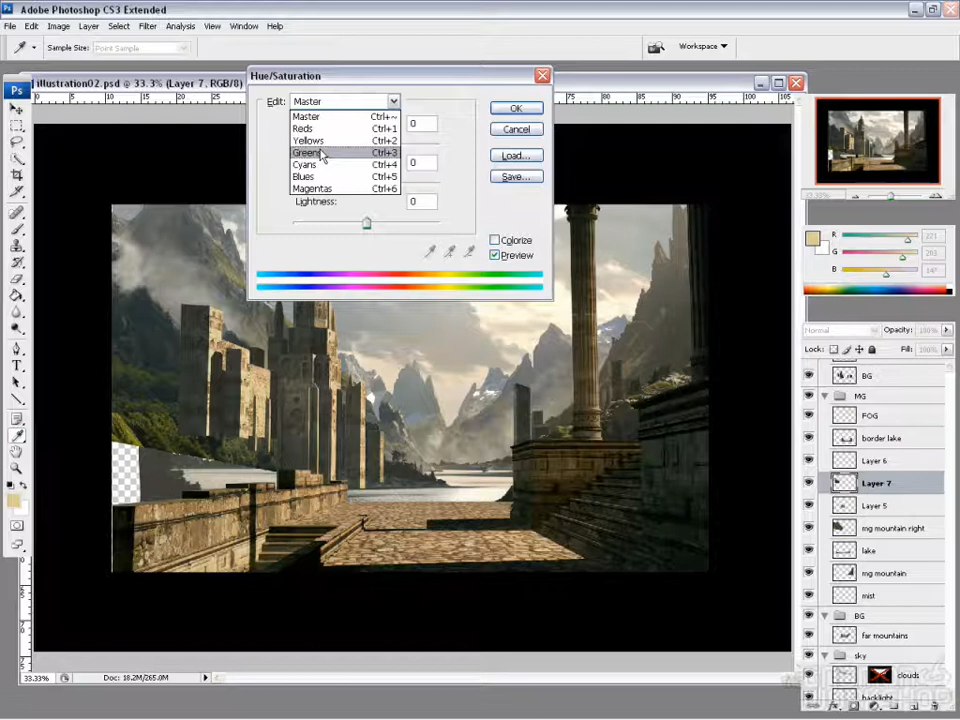 Adobe Photoshop CS3 Extended
File Edit Image Layer Select Filter Analysis View Window Help
Sample Size: Point Sample
Workspace
Ps
illustration02.psd @ 33.3% (Layer 7, RGB/8)
Hue/Saturation
Edit: Master
Master Ctrl+~
Reds Ctrl+1
Yellows Ctrl+2
Greens Ctrl+3
Cyans Ctrl+4
Blues Ctrl+5
Magentas Ctrl+6
0
0
Lightness: 0
OK
Cancel
Load...
Save...
Colorize
Preview
R 221
G 203
B
Normal Opacity: 100%
Lock: Fill: 100%
BG
MG
FOG
border lake
Layer 6
Layer 7
Layer 5
mg mountain right
lake
mg mountain
mist
BG
far mountains
sky
clouds
backlight
33.33% Doc: 18.2M/265.0M